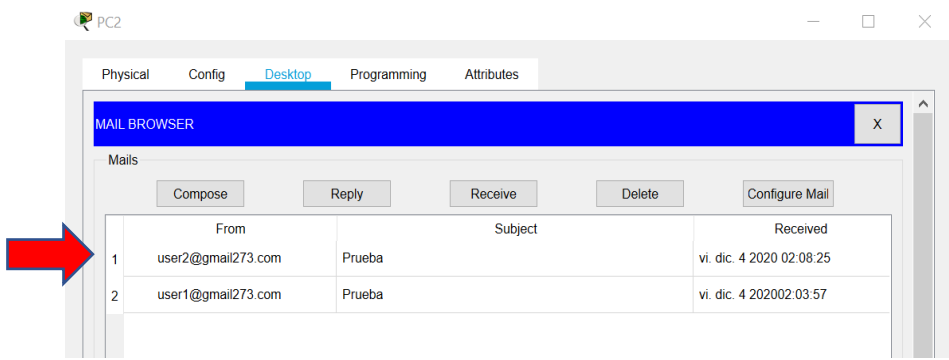 PC2
Physical Config Desktop Programming Attributes
MAIL BROWSER X
Mails
Compose Reply Receive Delete Configure Mail
From Subject Received
1 user2@gmail273.com Prueba vi. dic. 4 2020 02:08:25
2 user1@gmail273.com Prueba vi. dic. 4 202002:03:57